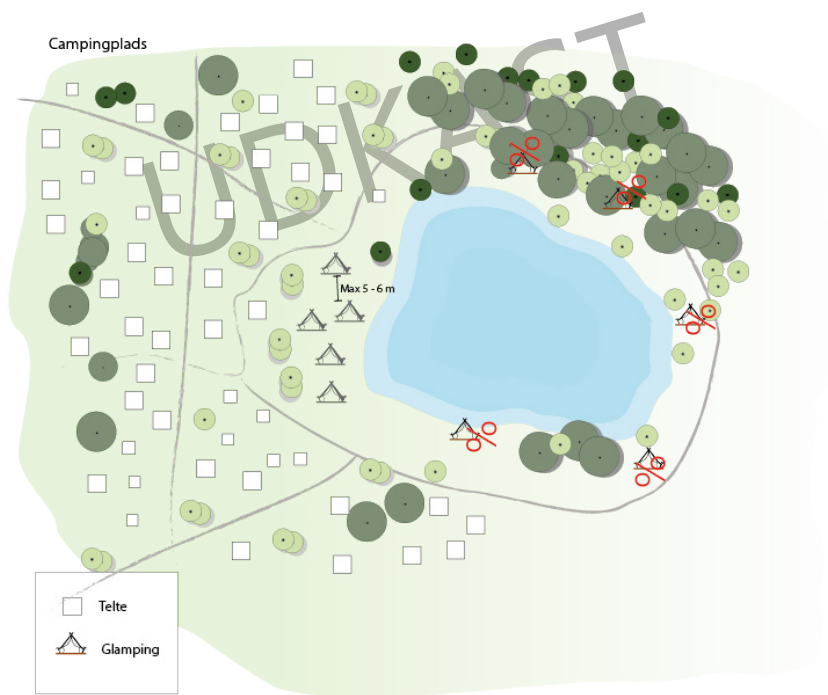 Campingplads
UDKAST
%
%
Max 5 - 6 m
%
%
%
Telte
Glamping